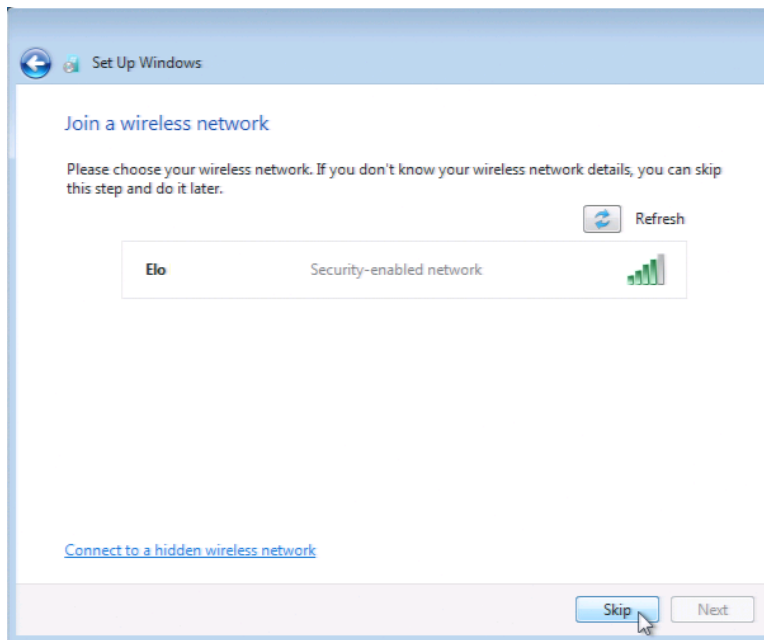 Set Up Windows
Join a wireless network
Please choose your wireless network. If you don't know your wireless network details, you can skip
this step and do it later.
Refresh
Elo Security-enabled network
Connect to a hidden wireless network
Skip Next